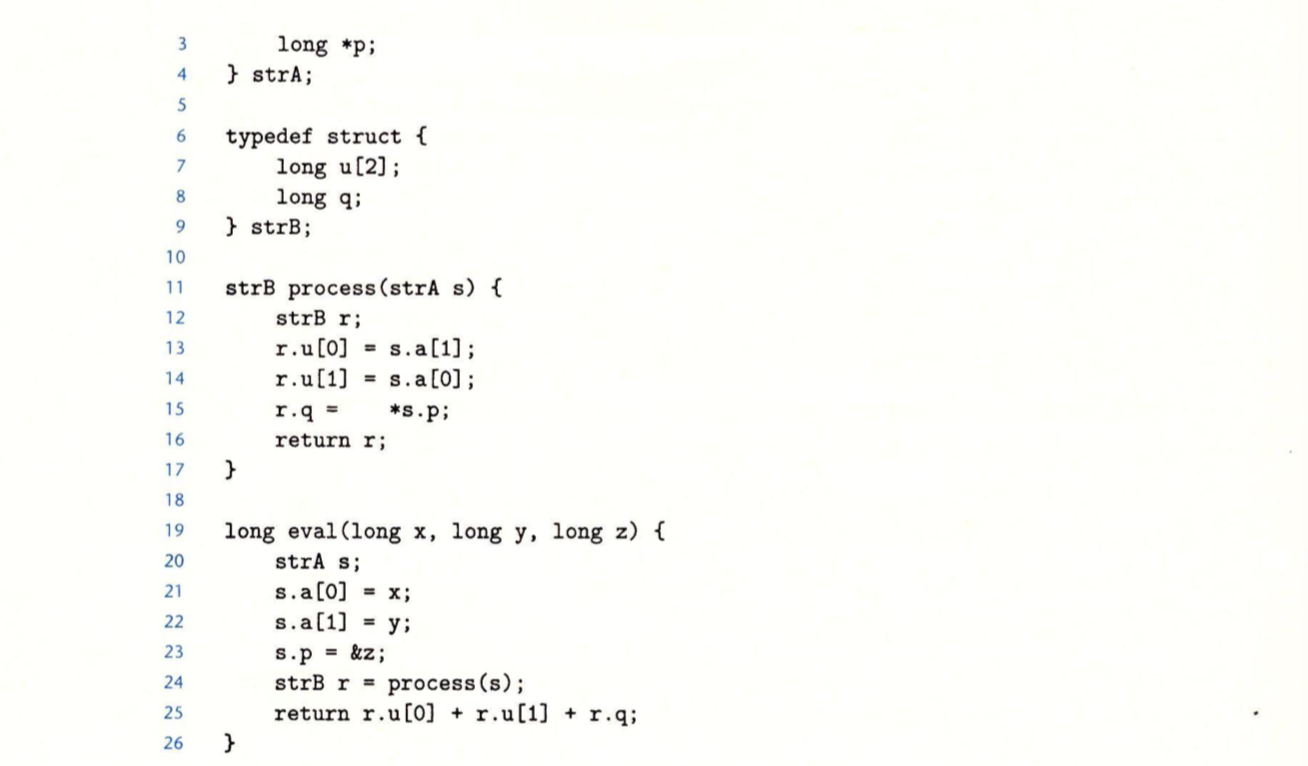 3         long *p;
4     } strA;
5
6     typedef struct {
7         long u[2];
8         long q;
9     } strB;
10
11    strB process(strA s) {
12        strB r;
13        r.u[0] = s.a[1];
14        r.u[1] = s.a[0];
15        r.q =    *s.p;
16        return r;
17    }
18
19    long eval(long x, long y, long z) {
20        strA s;
21        s.a[0] = x;
22        s.a[1] = y;
23        s.p = &z;
24        strB r = process(s);
25        return r.u[0] + r.u[1] + r.q;
26    }